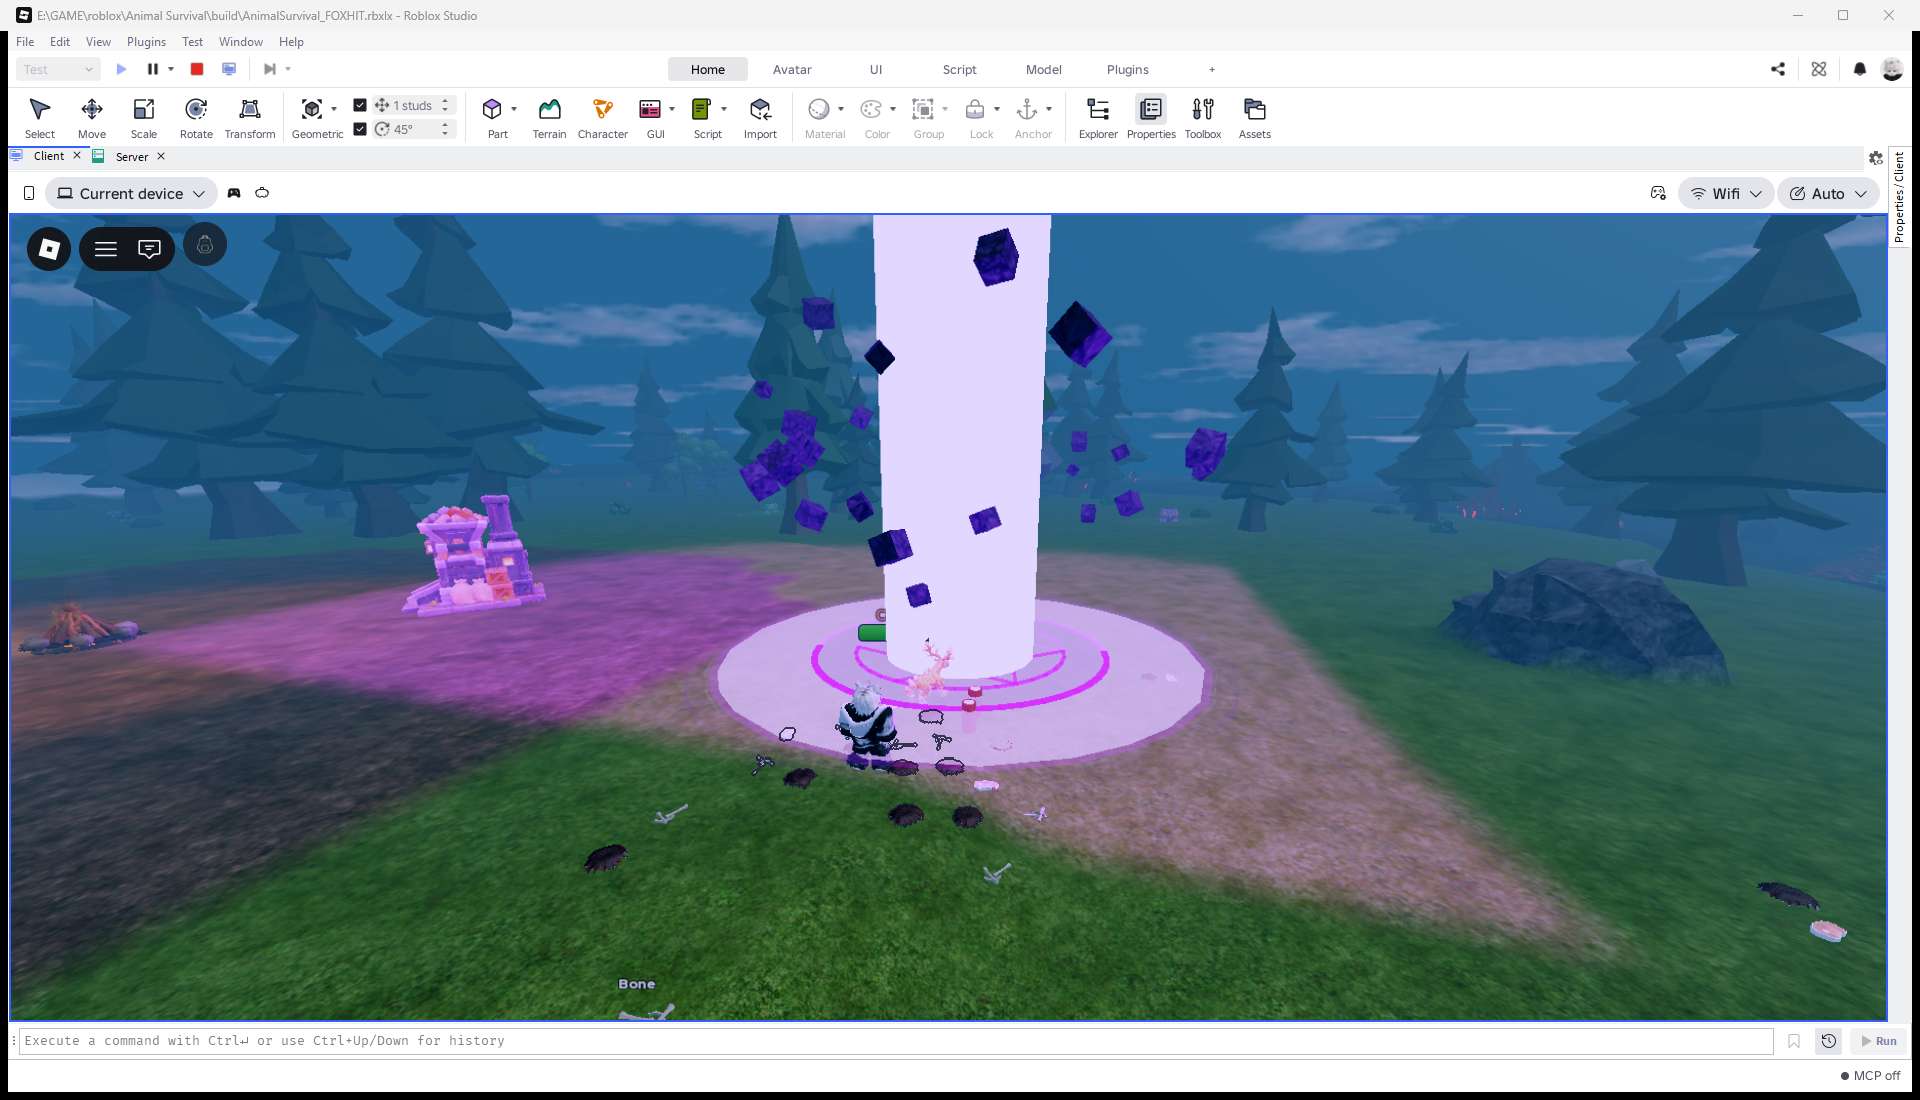 E:\GAME\roblox\Animal Survival\build\AnimalSurvival_FOXHIT.rbxlx - Roblox Studio
File Edit View Plugins Test Window Help
Test
Home Avatar UI Script Model Plugins +
1 studs
45°
Select Move Scale Rotate Transform Geometric Part Terrain Character GUI Script Import Material Color Group Lock Anchor Explorer Properties Toolbox Assets
Client Server
Properties / Client
Current device
Wifi
Auto
Bone
Execute a command with Ctrl↵ or use Ctrl+Up/Down for history
Run
MCP off